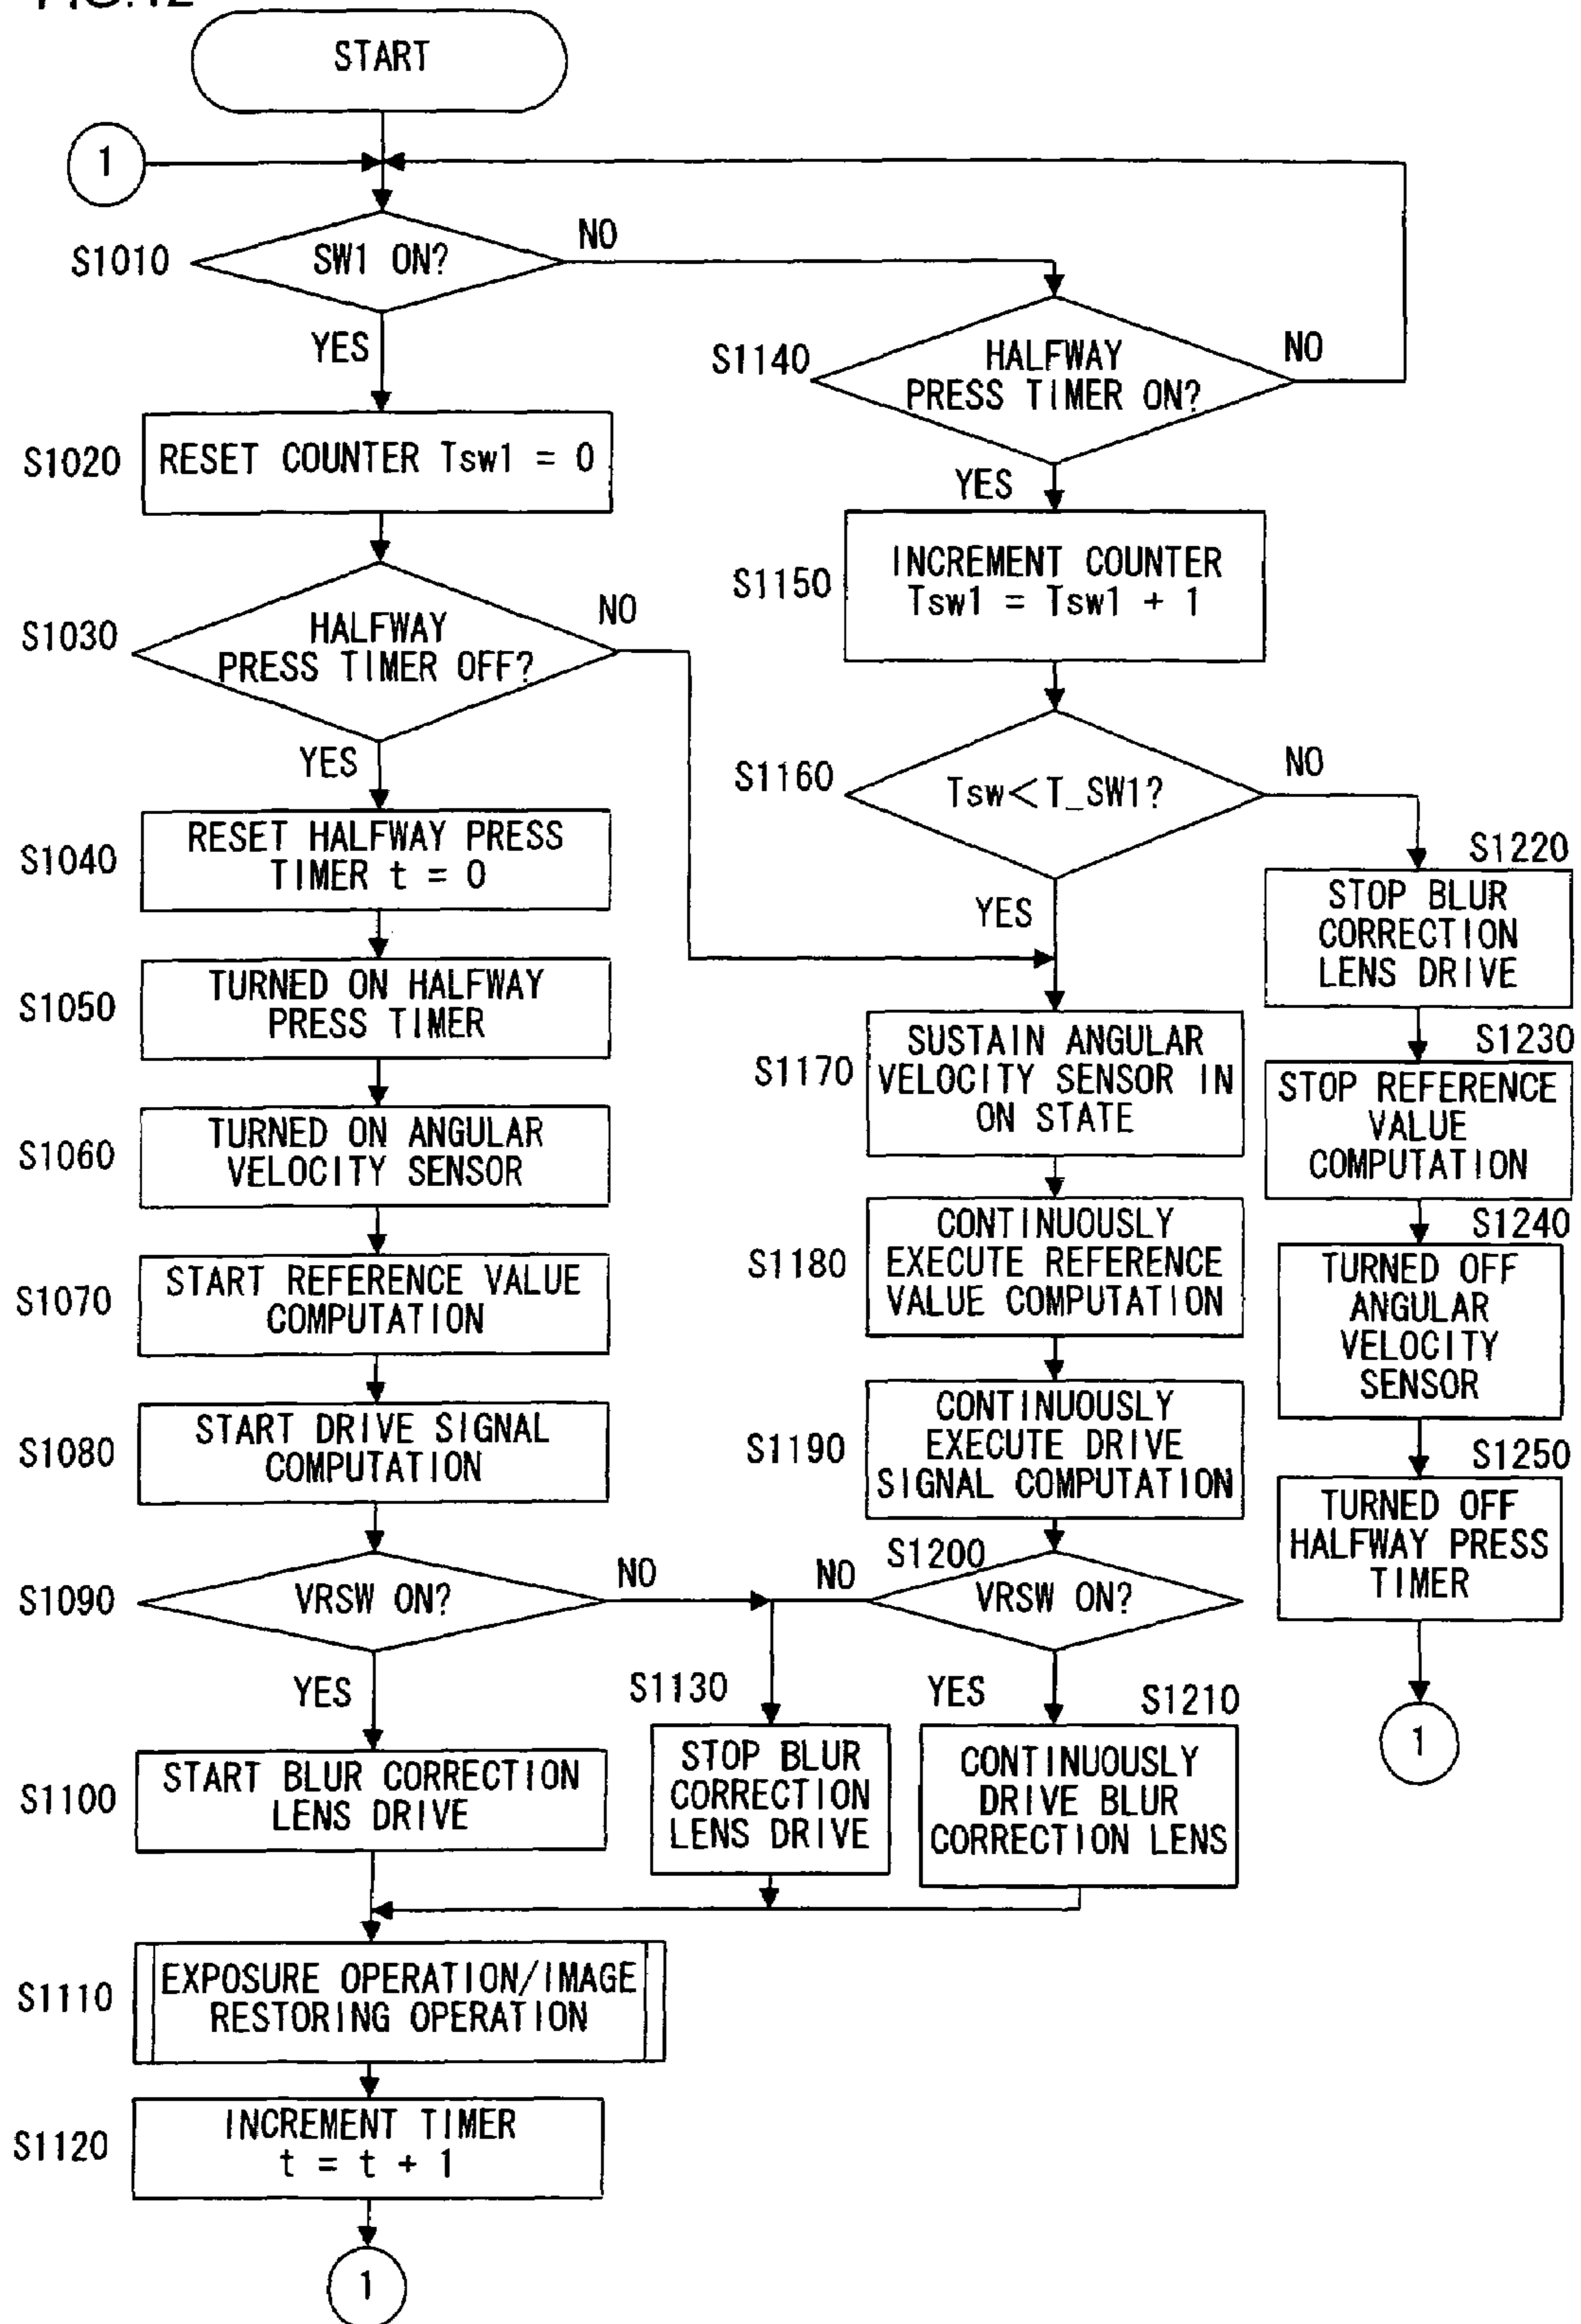 FIG.12
START
1
S1010
SW1 ON?
NO
YES
S1020
RESET COUNTER Tsw1 = 0
S1030
HALFWAY
PRESS TIMER OFF?
NO
YES
S1040
RESET HALFWAY PRESS
TIMER t = 0
S1050
TURNED ON HALFWAY
PRESS TIMER
S1060
TURNED ON ANGULAR
VELOCITY SENSOR
S1070
START REFERENCE VALUE
COMPUTATION
S1080
START DRIVE SIGNAL
COMPUTATION
S1090
VRSW ON?
NO
YES
S1100
START BLUR CORRECTION
LENS DRIVE
S1110
EXPOSURE OPERATION/IMAGE
RESTORING OPERATION
S1120
INCREMENT TIMER
t = t + 1
1
S1130
STOP BLUR
CORRECTION
LENS DRIVE
S1140
HALFWAY
PRESS TIMER ON?
NO
YES
S1150
INCREMENT COUNTER
Tsw1 = Tsw1 + 1
S1160
Tsw<T_SW1?
NO
YES
S1170
SUSTAIN ANGULAR
VELOCITY SENSOR IN
ON STATE
S1180
CONTINUOUSLY
EXECUTE REFERENCE
VALUE COMPUTATION
S1190
CONTINUOUSLY
EXECUTE DRIVE
SIGNAL COMPUTATION
S1200
NO
VRSW ON?
YES
S1210
CONTINUOUSLY
DRIVE BLUR
CORRECTION LENS
S1220
STOP BLUR
CORRECTION
LENS DRIVE
S1230
STOP REFERENCE
VALUE
COMPUTATION
S1240
TURNED OFF
ANGULAR
VELOCITY
SENSOR
S1250
TURNED OFF
HALFWAY PRESS
TIMER
1